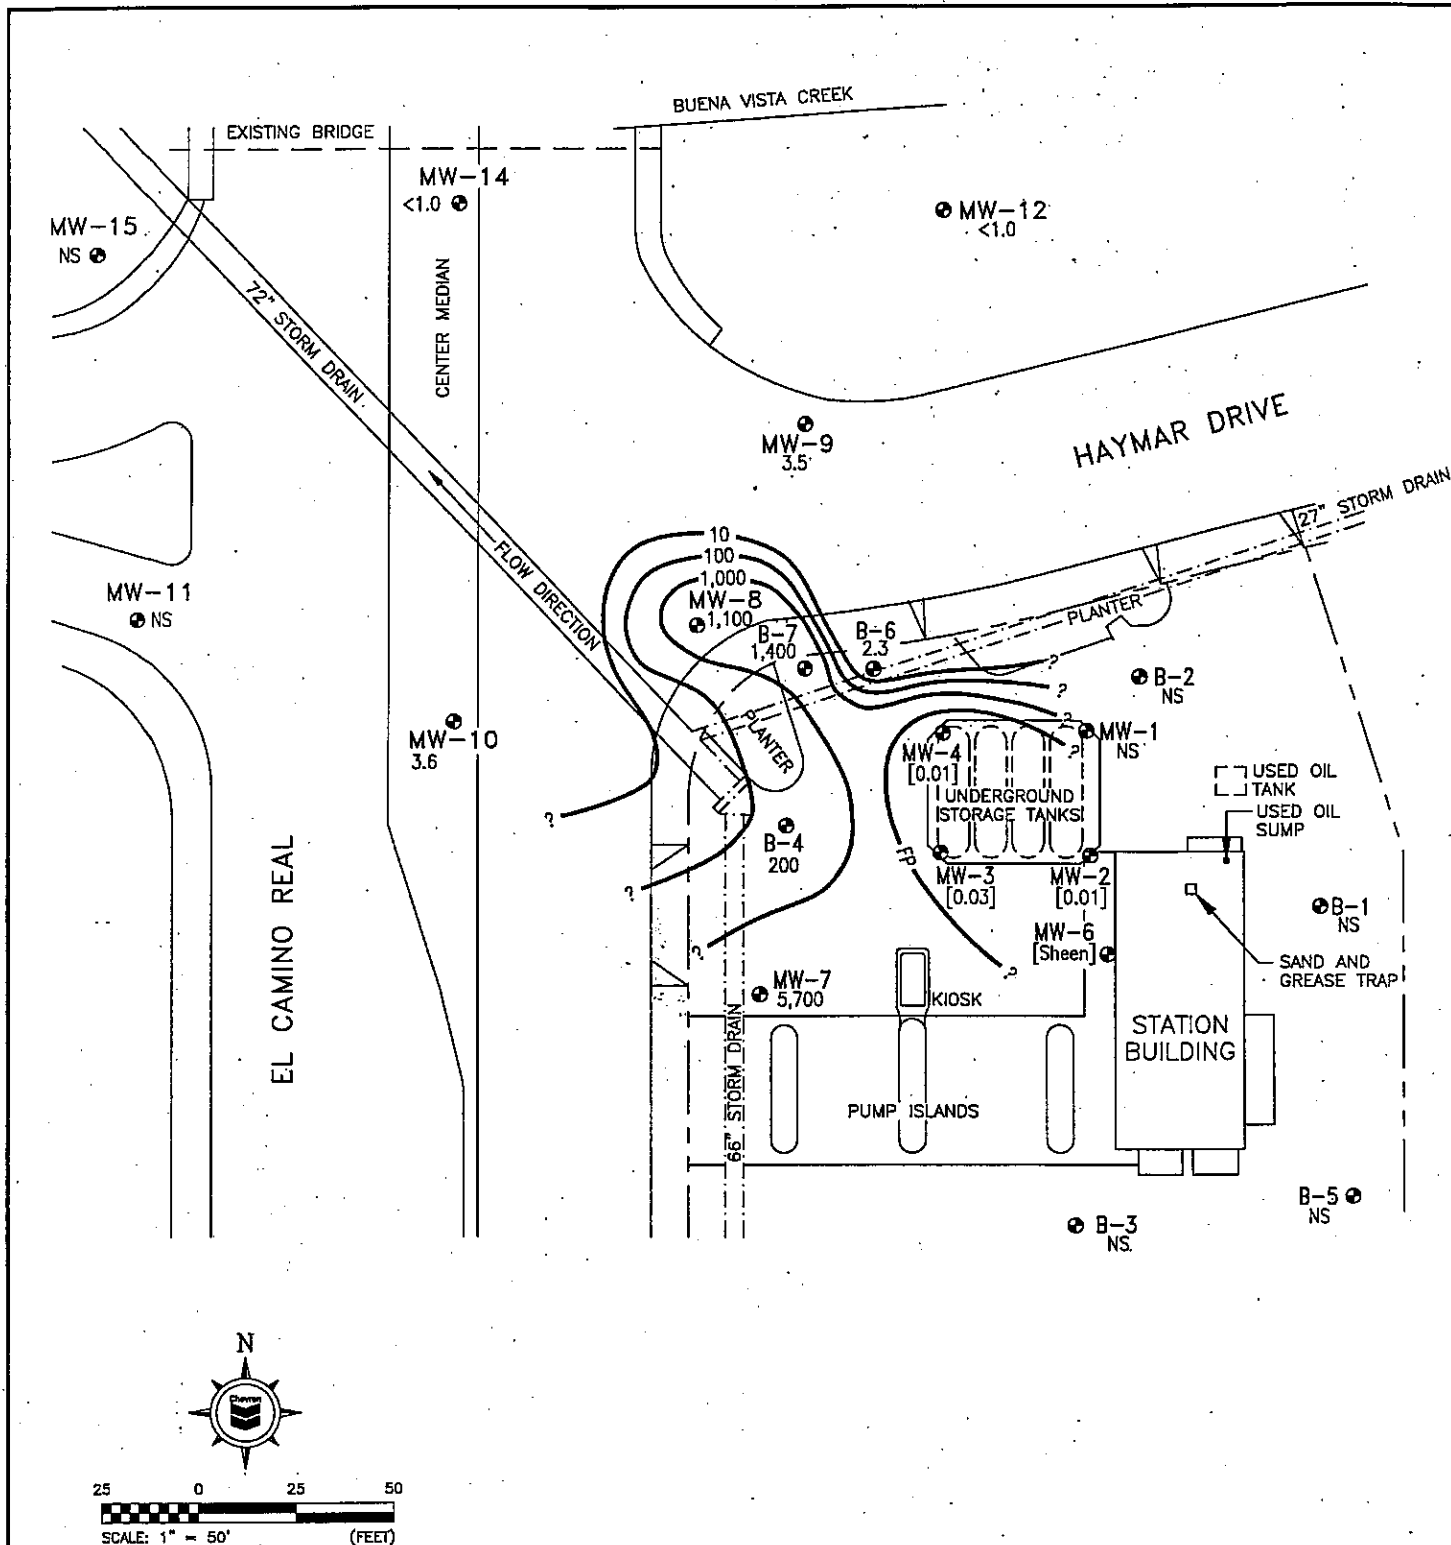 BUENA VISTA CREEK
EXISTING BRIDGE
MW-14
<1.0
MW-12
<1.0
MW-15
NS
72" STORM DRAIN
CENTER MEDIAN
MW-9
3.5
HAYMAR DRIVE
27" STORM DRAIN
FLOW DIRECTION
10
100
1,000
MW-8
1,100
MW-11
NS
B-7
1,400
B-6
2.3
PLANTER
?
?
?
?
B-2
NS
MW-10
3.6
PLANTER
MW-4
[0.01]
MW-1
NS
UNDERGROUND
STORAGE TANKS
USED OIL
TANK
USED OIL
SUMP
?
B-4
200
FP
MW-3
[0.03]
MW-2
[0.01]
?
B-1
NS
MW-6
[Sheen]
?
?
SAND AND
GREASE TRAP
MW-7
5,700
KIOSK
EL CAMINO REAL
STATION
BUILDING
66" STORM DRAIN
PUMP ISLANDS
B-5
NS
B-3
NS
N
Chevron
25 0 25 50
SCALE: 1" = 50' (FEET)